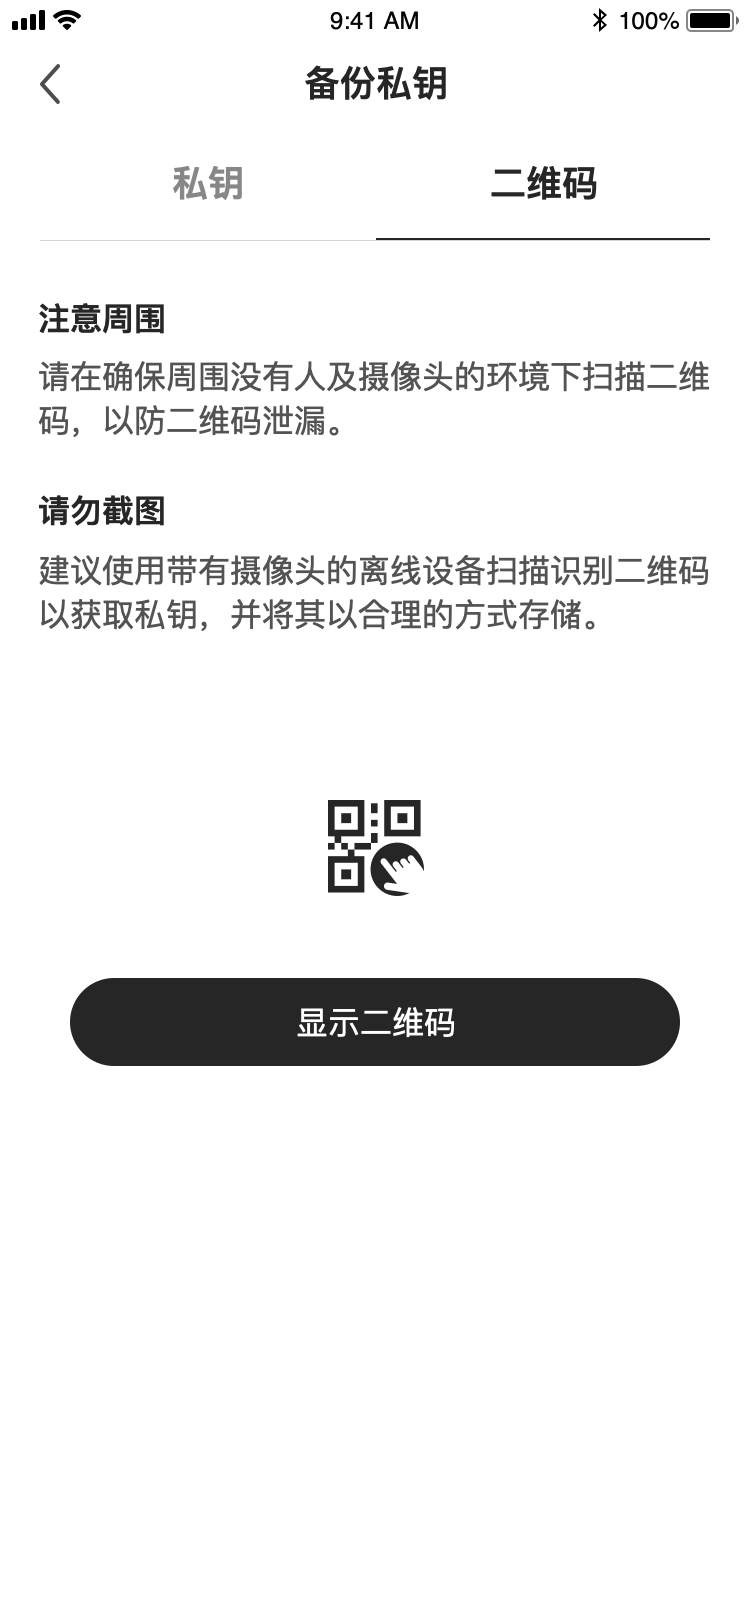 9:41 AM
100%
备份私钥
私钥
二维码
注意周围
请在确保周围没有人及摄像头的环境下扫描二维
码，以防二维码泄漏。
请勿截图
建议使用带有摄像头的离线设备扫描识别二维码
以获取私钥，并将其以合理的方式存储。
显示二维码